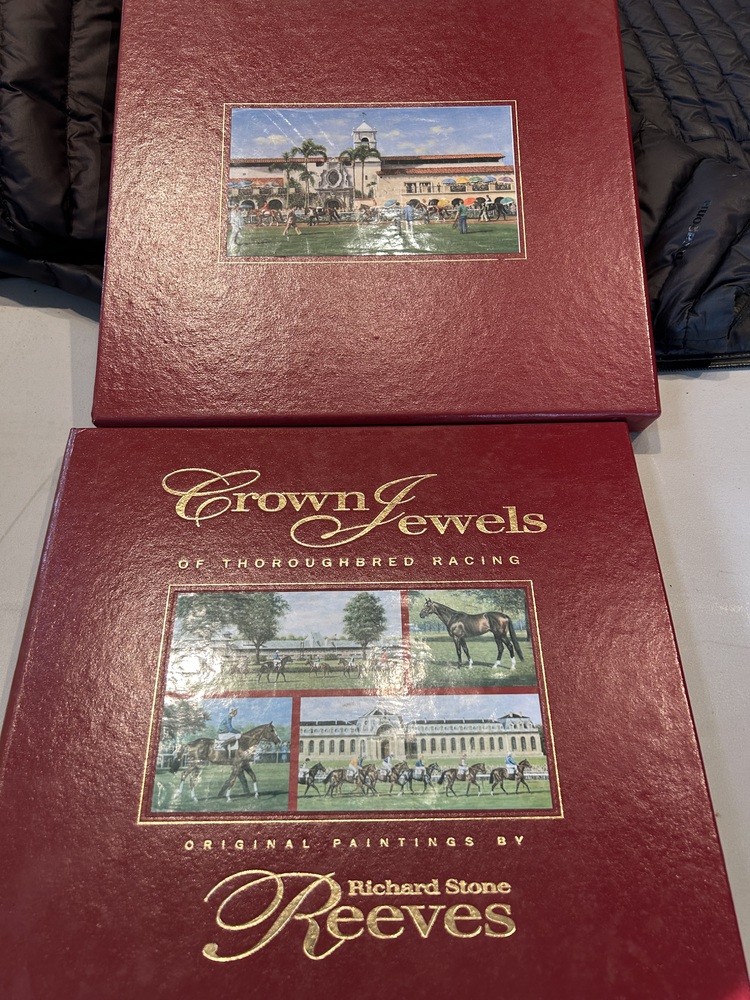 Crown Jewels
OF THOROUGHBRED RACING
ORIGINAL PAINTINGS BY
Richard Stone
Reeves